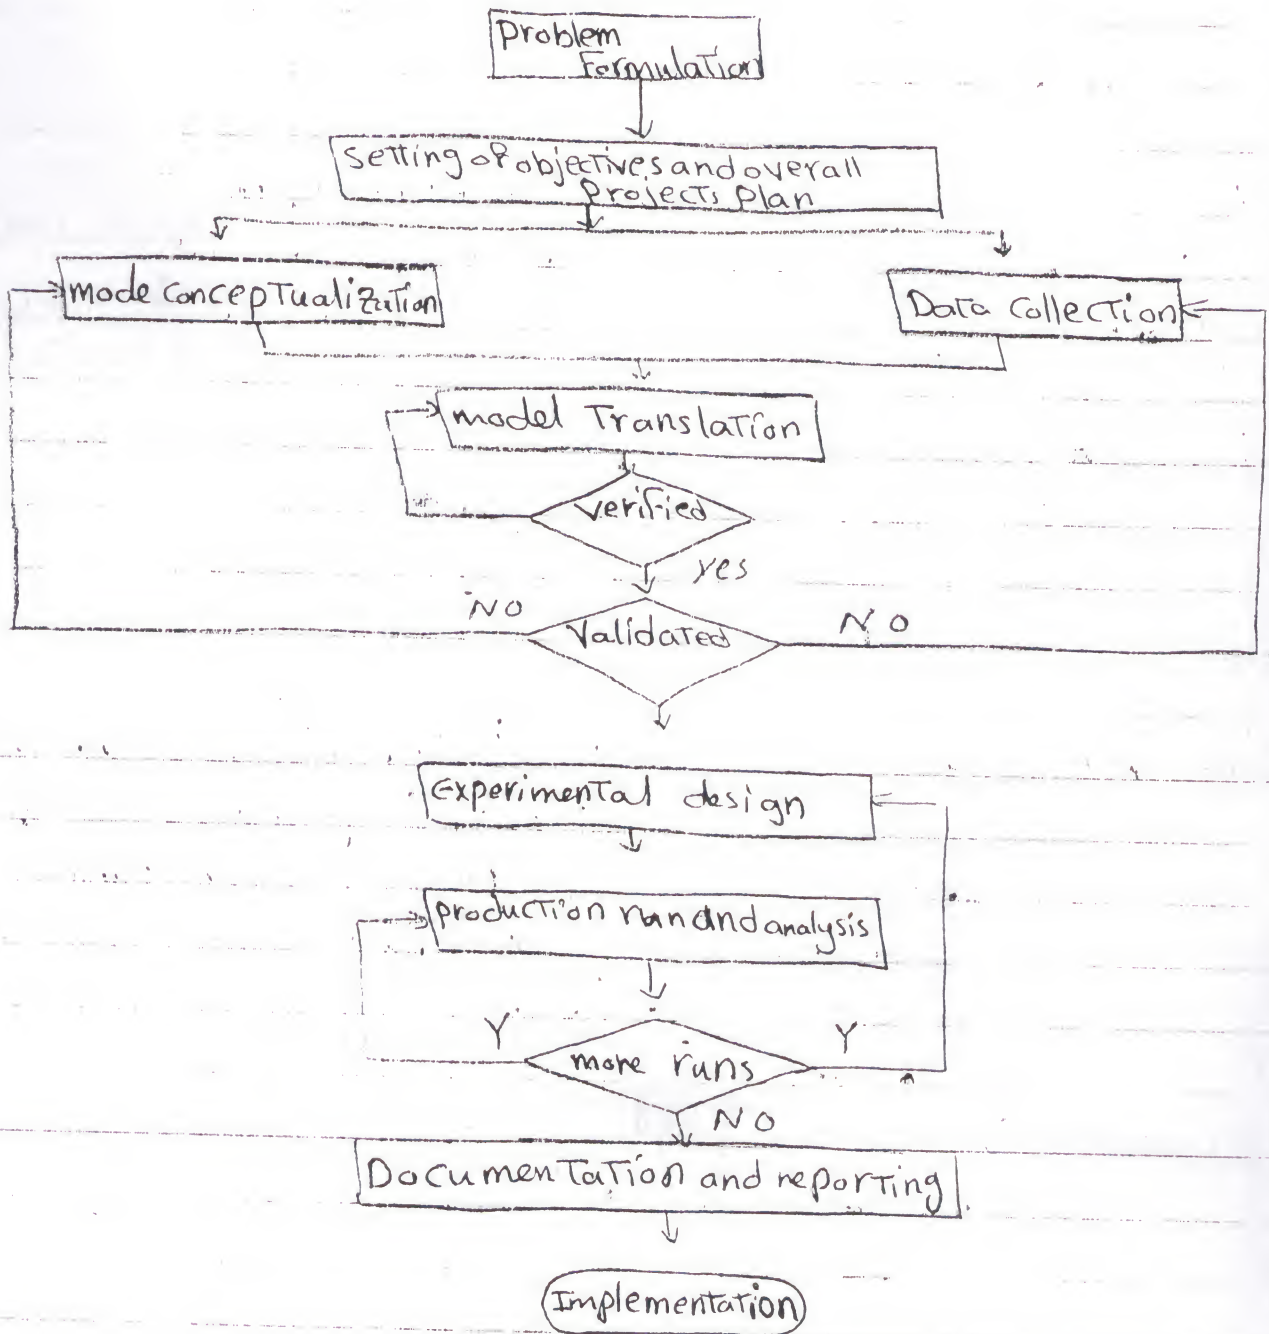 Problem
Formulation
setting of objectives and overall
projects plan
mode conceptualization
Data collection
model Translation
verified
yes
NO
validated
NO
Experimental design
production run and analysis
Y
more runs
Y
NO
Documentation and reporting
Implementation